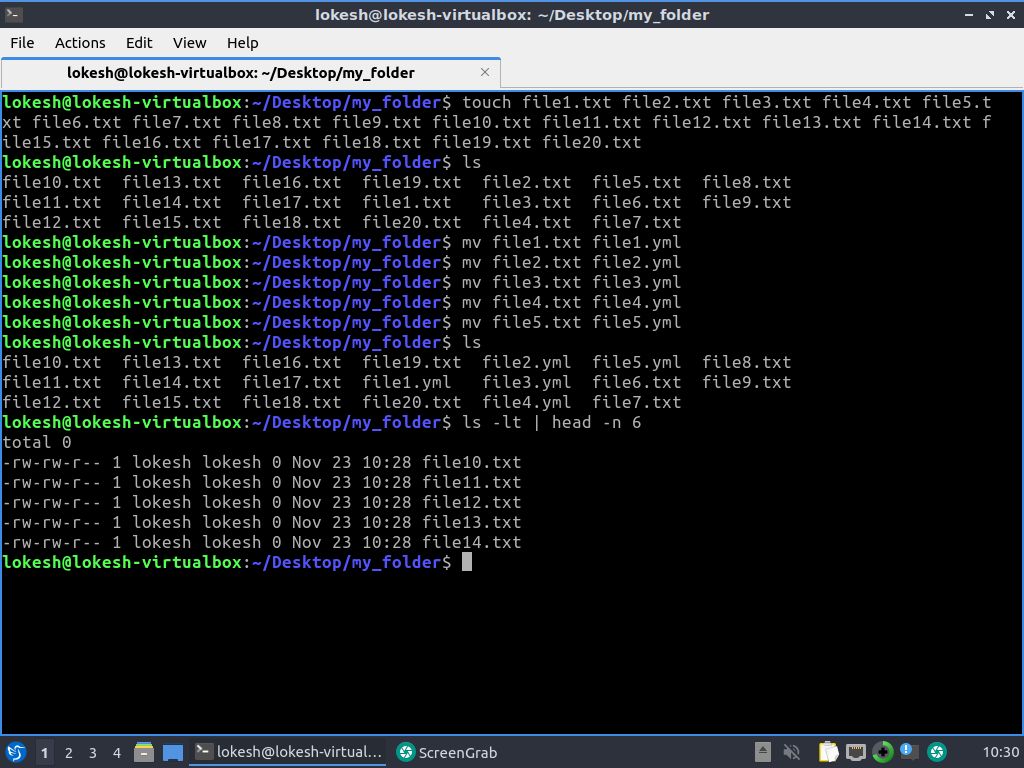 lokesh@lokesh-virtualbox: ~/Desktop/my_folder
File Actions Edit View Help
lokesh@lokesh-virtualbox: ~/Desktop/my_folder
lokesh@lokesh-virtualbox:~/Desktop/my_folder$ touch file1.txt file2.txt file3.txt file4.txt file5.t
xt file6.txt file7.txt file8.txt file9.txt file10.txt file11.txt file12.txt file13.txt file14.txt f
ile15.txt file16.txt file17.txt file18.txt file19.txt file20.txt
lokesh@lokesh-virtualbox:~/Desktop/my_folder$ ls
file10.txt  file13.txt  file16.txt  file19.txt  file2.txt  file5.txt  file8.txt
file11.txt  file14.txt  file17.txt  file1.txt   file3.txt  file6.txt  file9.txt
file12.txt  file15.txt  file18.txt  file20.txt  file4.txt  file7.txt
lokesh@lokesh-virtualbox:~/Desktop/my_folder$ mv file1.txt file1.yml
lokesh@lokesh-virtualbox:~/Desktop/my_folder$ mv file2.txt file2.yml
lokesh@lokesh-virtualbox:~/Desktop/my_folder$ mv file3.txt file3.yml
lokesh@lokesh-virtualbox:~/Desktop/my_folder$ mv file4.txt file4.yml
lokesh@lokesh-virtualbox:~/Desktop/my_folder$ mv file5.txt file5.yml
lokesh@lokesh-virtualbox:~/Desktop/my_folder$ ls
file10.txt  file13.txt  file16.txt  file19.txt  file2.yml  file5.yml  file8.txt
file11.txt  file14.txt  file17.txt  file1.yml   file3.yml  file6.txt  file9.txt
file12.txt  file15.txt  file18.txt  file20.txt  file4.yml  file7.txt
lokesh@lokesh-virtualbox:~/Desktop/my_folder$ ls -lt | head -n 6
total 0
-rw-rw-r-- 1 lokesh lokesh 0 Nov 23 10:28 file10.txt
-rw-rw-r-- 1 lokesh lokesh 0 Nov 23 10:28 file11.txt
-rw-rw-r-- 1 lokesh lokesh 0 Nov 23 10:28 file12.txt
-rw-rw-r-- 1 lokesh lokesh 0 Nov 23 10:28 file13.txt
-rw-rw-r-- 1 lokesh lokesh 0 Nov 23 10:28 file14.txt
lokesh@lokesh-virtualbox:~/Desktop/my_folder$
1 2 3 4 lokesh@lokesh-virtual... ScreenGrab 10:30